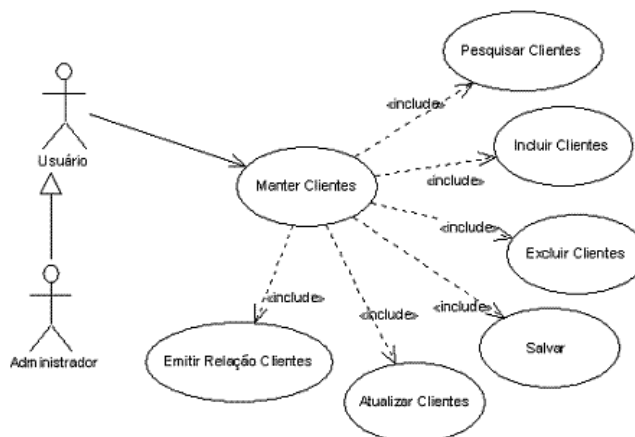 Pesquisar Clientes
«include»
Usuário
Incluir Clientes
«include»
Manter Clientes
«include»
Excluir Clientes
«include»
«include»
«include»
Salvar
Administrador
Emitir Relação Clientes
Atualizar Clientes